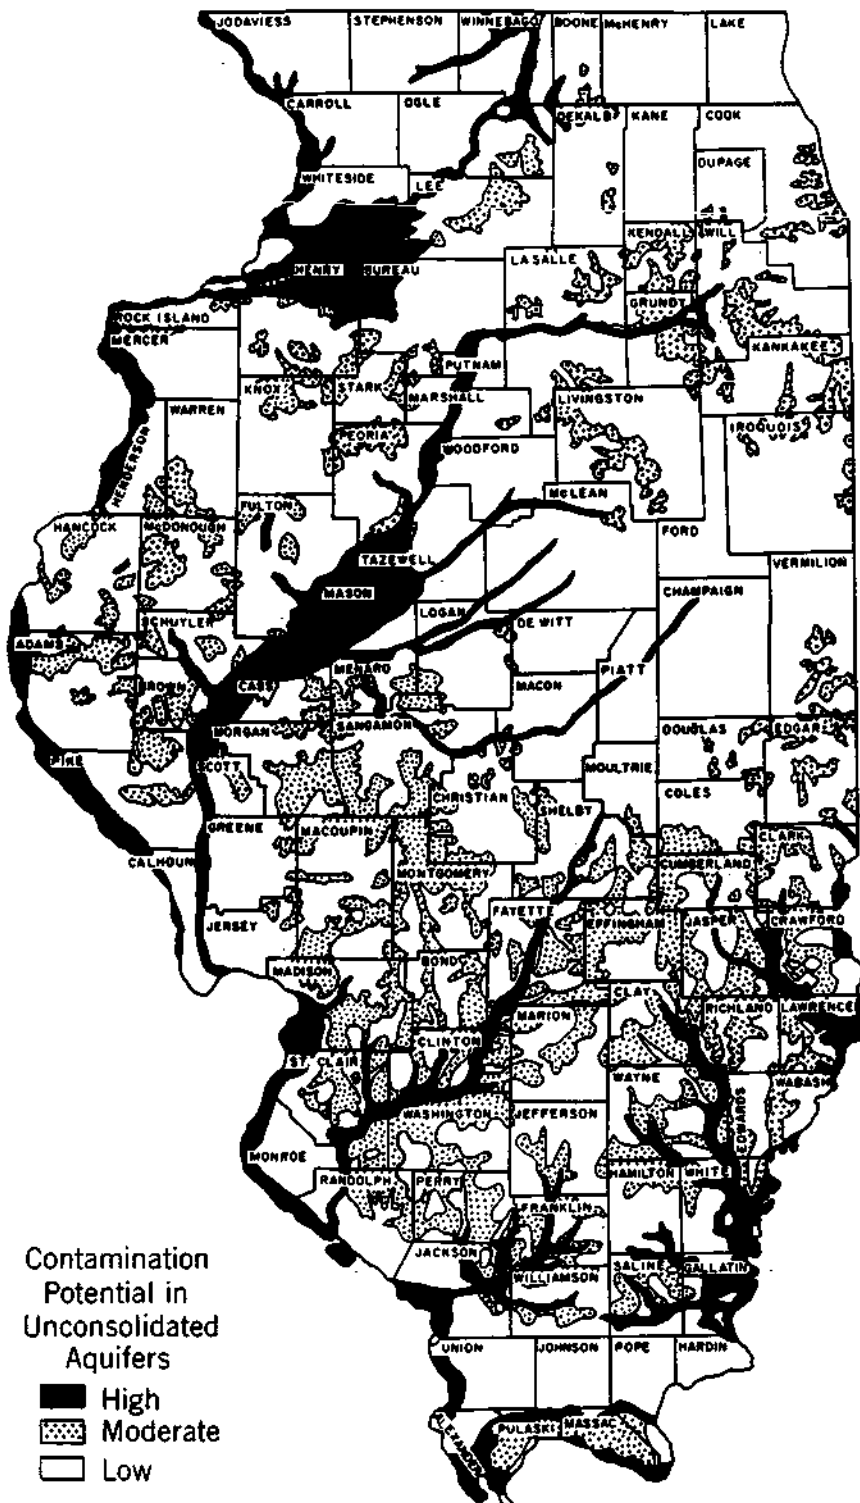 JODAVIESS STEPHENSON WINNEBAGO BOONE McHENRY LAKE
CARROLL OGLE DEKALB KANE COOK
DUPAGE
WHITESIDE LEE
KENDALL WILL
LASALLE
HENRY BUREAU
GRUNDY
ROCK ISLAND
MERCER KANKAKEE
PUTNAM
KNOX STARK
MARSHALL LIVINGSTON
WARREN
PEORIA IROQUOIS
HENDERSON
WOODFORD
McLEAN
FULTON
HANCOCK McDONOUGH FORD
TAZEWELL VERMILION
MASON CHAMPAIGN
LOGAN
SCHUYLER DE WITT
ADAMS
MENARD PIATT
BROWN CASS MACON
SANGAMON
MORGAN DOUGLAS EDGAR
PIKE SCOTT MOULTRIE
COLES
CHRISTIAN SHELBY
GREENE MACOUPIN CLARK
CALHOUN CUMBERLAND
MONTGOMERY
FAYETTE
JERSEY EFFINGHAM JASPER CRAWFORD
BOND
MADISON
CLAY
RICHLAND LAWRENCE
MARION
CLINTON
ST. CLAIR
WAYNE WABASH
WASHINGTON JEFFERSON EDWARDS
MONROE
RANDOLPH PERRY HAMILTON WHITE
FRANKLIN
JACKSON
WILLIAMSON SALINE GALLATIN
UNION JOHNSON POPE HARDIN
ALEXANDER PULASKI MASSAC
Contamination
Potential in
Unconsolidated
Aquifers
High
Moderate
Low